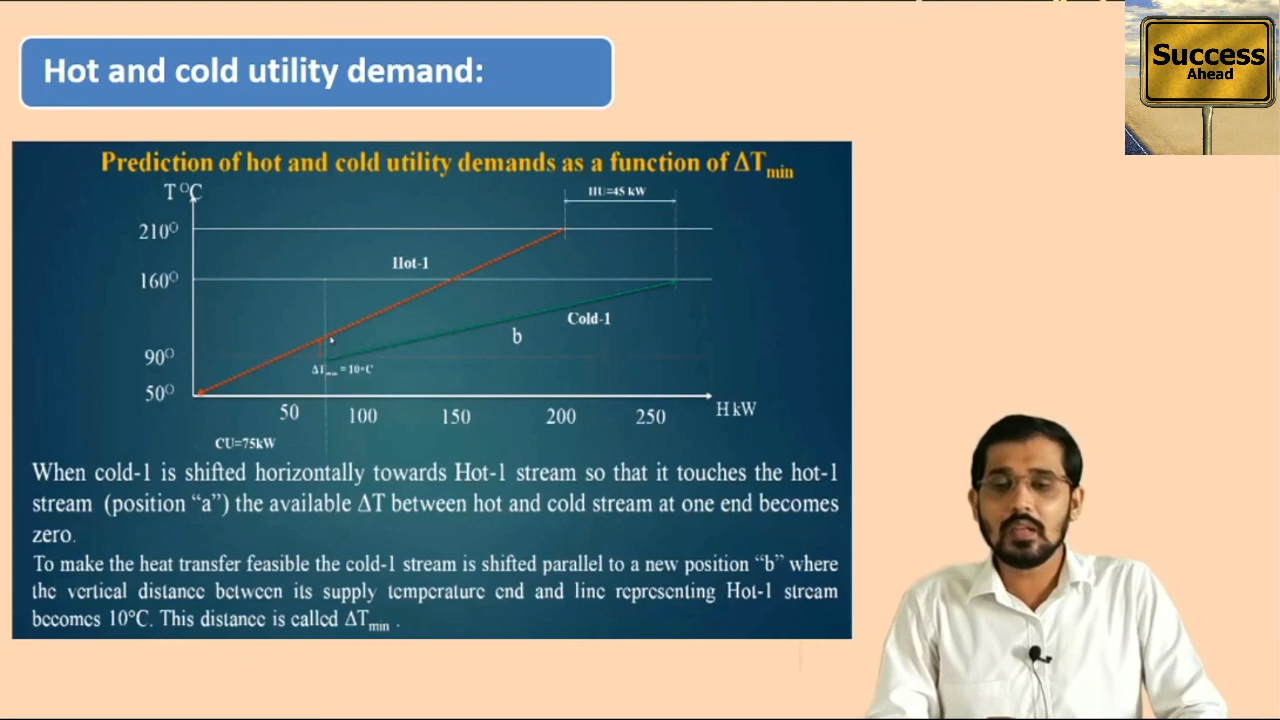 Success
Ahead
Hot and cold utility demand:
Prediction of hot and cold utility demands as a function of ΔTmin
T ⁰C
HU=45 kW
210⁰
Hot-1
160⁰
Cold-1
b
90⁰
ΔTmin = 10°C
50⁰
50 100 150 200 250 H kW
CU=75kW
When cold-1 is shifted horizontally towards Hot-1 stream so that it touches the hot-1
stream (position “a”) the available ΔT between hot and cold stream at one end becomes
zero.
To make the heat transfer feasible the cold-1 stream is shifted parallel to a new position “b” where
the vertical distance between its supply temperature end and line representing Hot-1 stream
becomes 10°C. This distance is called ΔTmin .